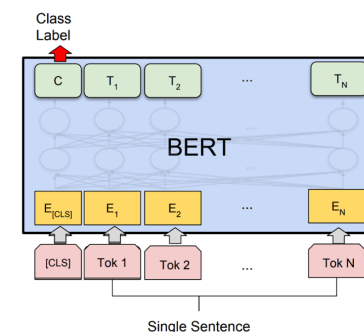 Class
Label
C T1 T2 ... TN
...
BERT
...
E[CLS] E1 E2 ... EN
[CLS] Tok 1 Tok 2 ... Tok N
Single Sentence